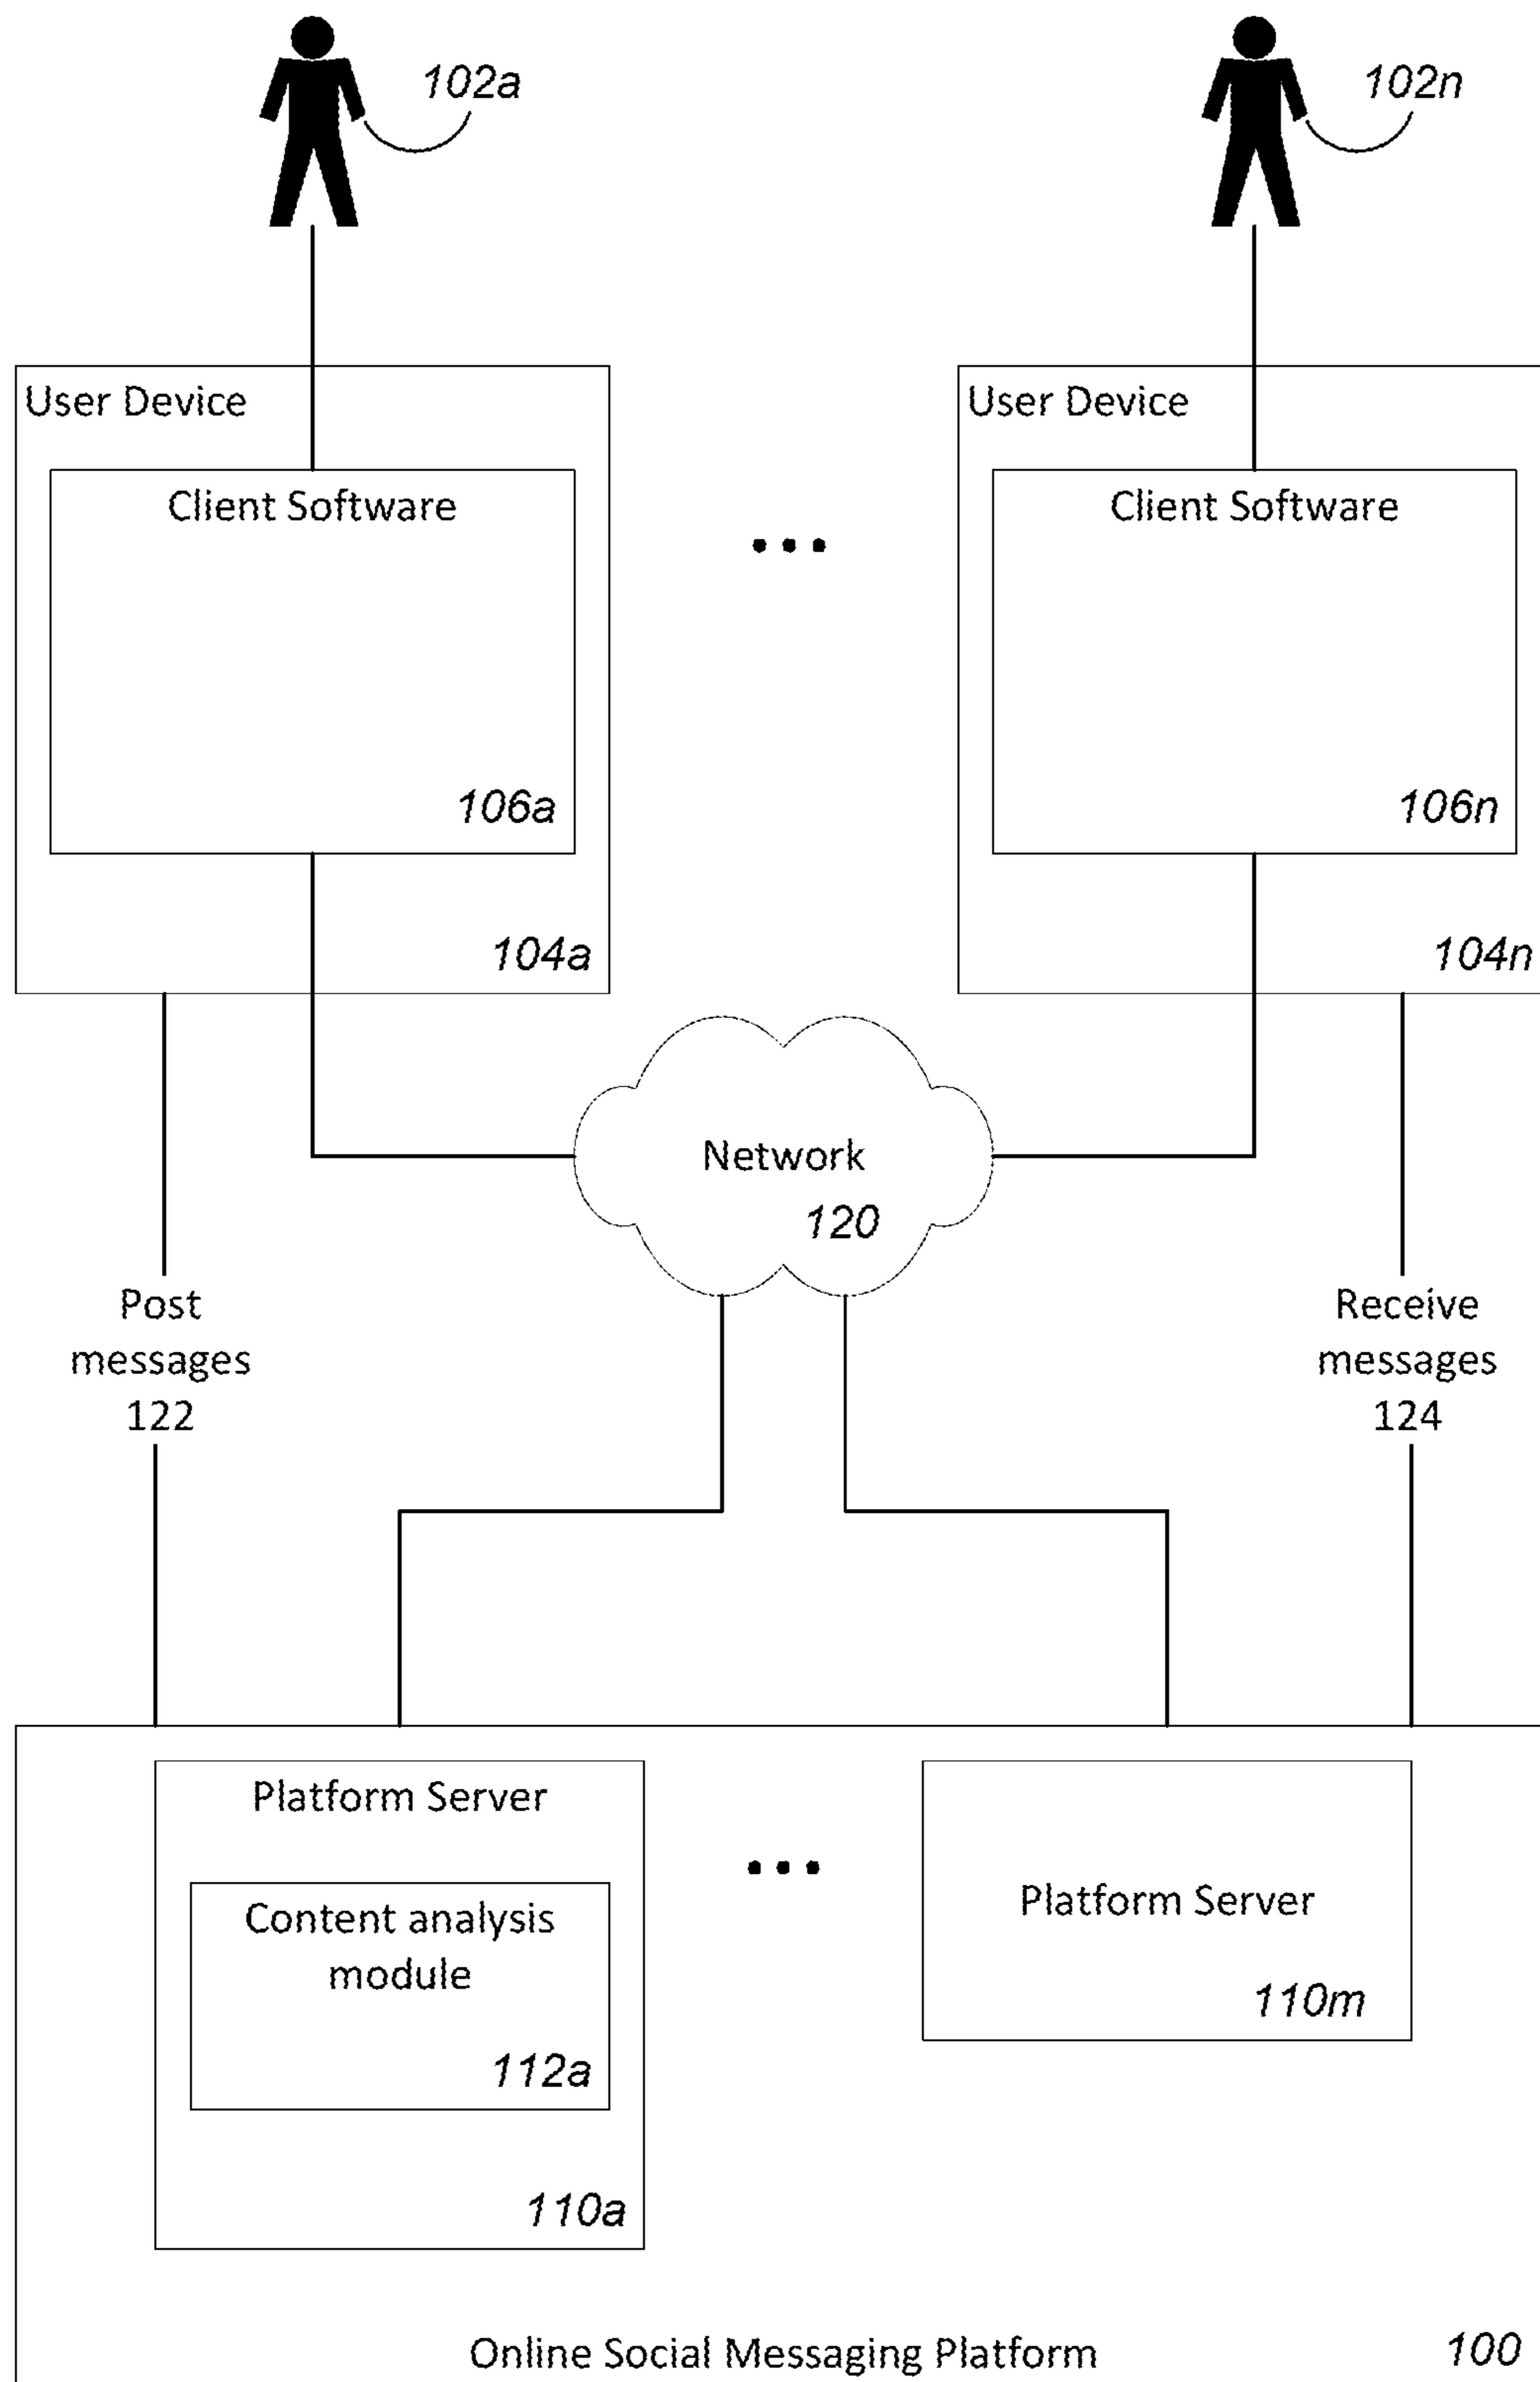 102a
102n
User Device
Client Software
106a
104a
•••
User Device
Client Software
106n
104n
Network
120
Post
messages
122
Receive
messages
124
Platform Server
Content analysis
module
112a
110a
•••
Platform Server
110m
Online Social Messaging Platform
100